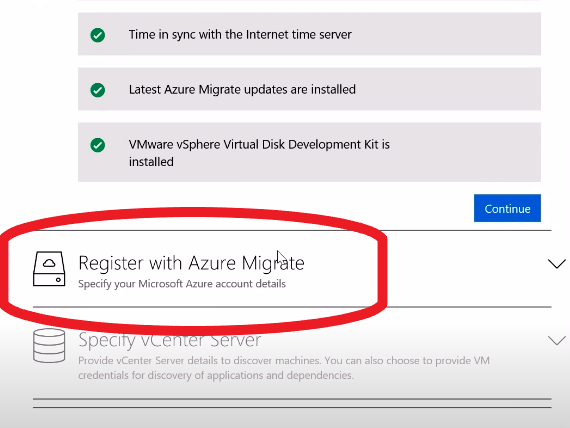 Time in sync with the Internet time server
Latest Azure Migrate updates are installed
VMware vSphere Virtual Disk Development Kit is
installed
Continue
Register with Azure Migrate
Specify your Microsoft Azure account details
Specify vCenter Server
Provide vCenter Server details to discover machines. You can also choose to provide VM
credentials for discovery of applications and dependencies.